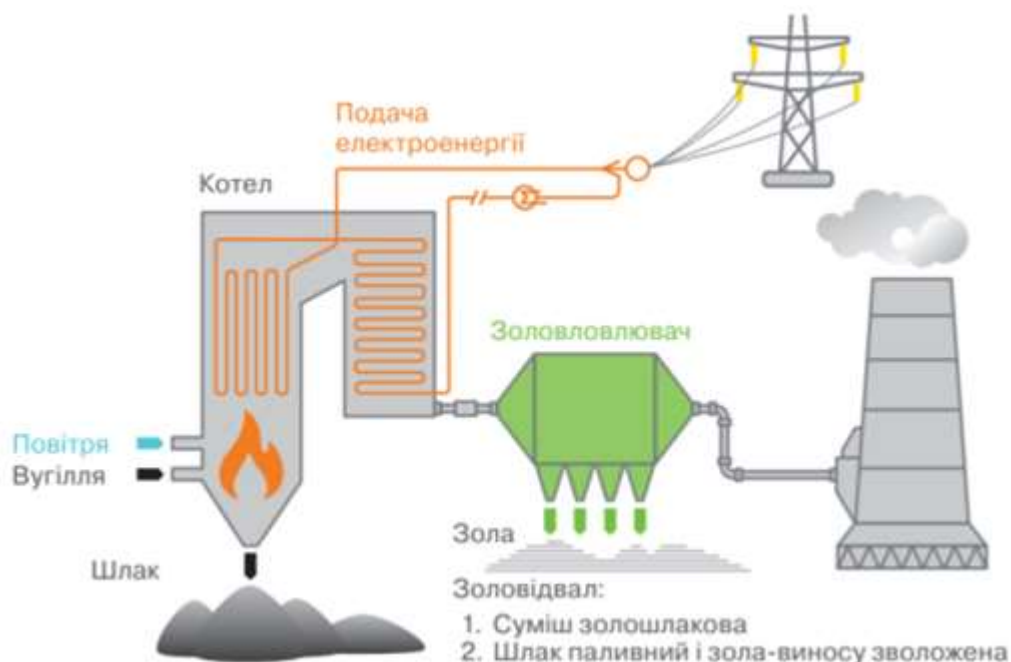 Подача
електроенергії
Котел
Золовловлювач
Повітря
Вугілля
Зола
Шлак
Золовідвал:
1. Суміш золошлакова
2. Шлак паливний і зола-виносу зволожена